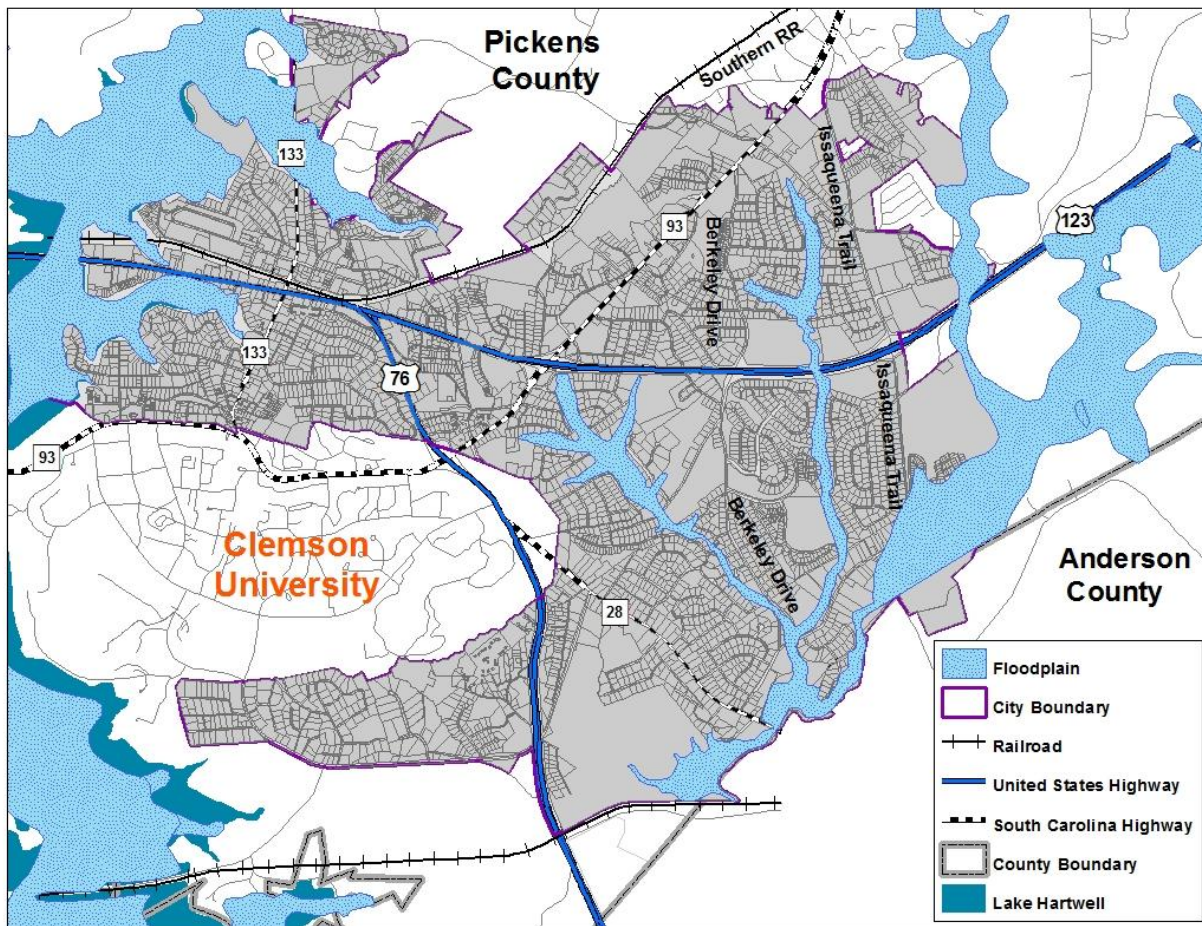 Pickens
County
Southern RR
133
Issaqueena Trail
123
93
Berkeley Drive
133
76
Issaqueena Trail
93
Clemson
University
Berkeley Drive
Anderson
County
28
Floodplain
City Boundary
Railroad
United States Highway
South Carolina Highway
County Boundary
Lake Hartwell